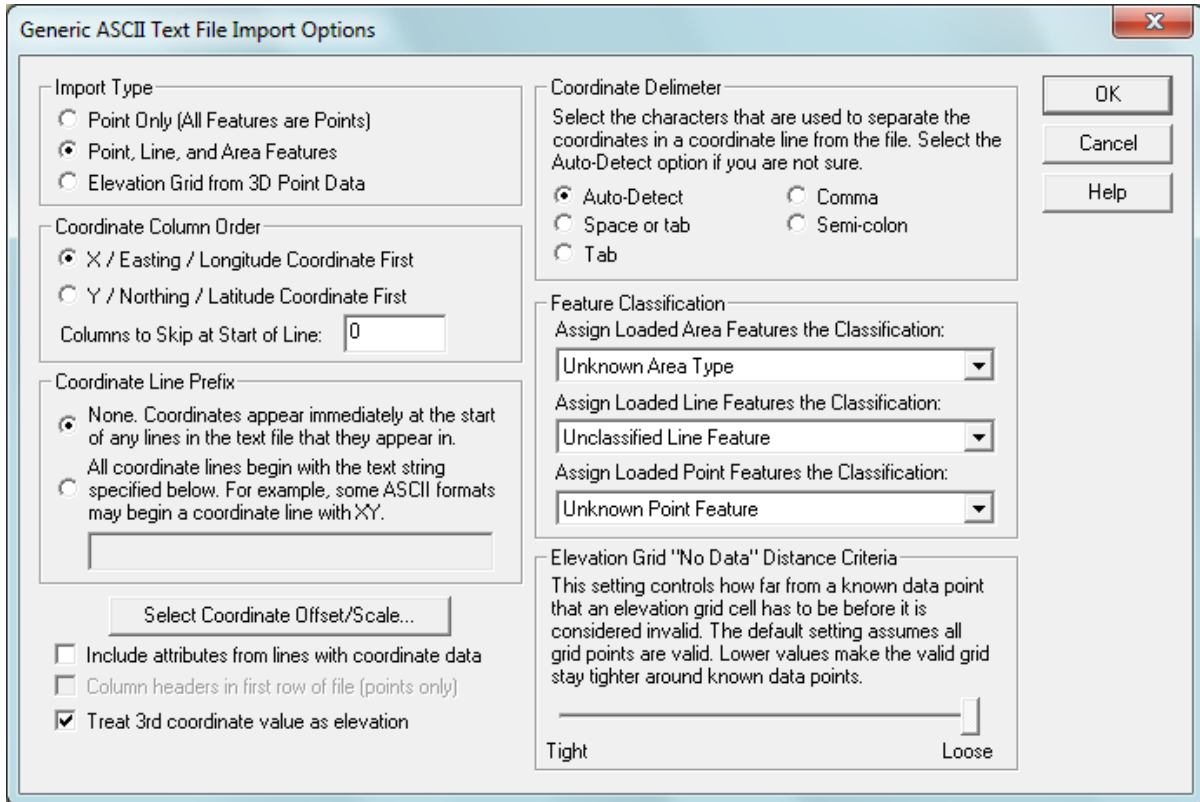 Generic ASCII Text File Import Options
Import Type
Point Only (All Features are Points)
Point, Line, and Area Features
Elevation Grid from 3D Point Data
Coordinate Column Order
X / Easting / Longitude Coordinate First
Y / Northing / Latitude Coordinate First
Columns to Skip at Start of Line: 0
Coordinate Line Prefix
None. Coordinates appear immediately at the start
of any lines in the text file that they appear in.
All coordinate lines begin with the text string
specified below. For example, some ASCII formats
may begin a coordinate line with XY.
Select Coordinate Offset/Scale...
Include attributes from lines with coordinate data
Column headers in first row of file (points only)
Treat 3rd coordinate value as elevation
Coordinate Delimeter
Select the characters that are used to separate the
coordinates in a coordinate line from the file. Select the
Auto-Detect option if you are not sure.
Auto-Detect Comma
Space or tab Semi-colon
Tab
Feature Classification
Assign Loaded Area Features the Classification:
Unknown Area Type
Assign Loaded Line Features the Classification:
Unclassified Line Feature
Assign Loaded Point Features the Classification:
Unknown Point Feature
Elevation Grid "No Data" Distance Criteria
This setting controls how far from a known data point
that an elevation grid cell has to be before it is
considered invalid. The default setting assumes all
grid points are valid. Lower values make the valid grid
stay tighter around known data points.
Tight Loose
OK
Cancel
Help